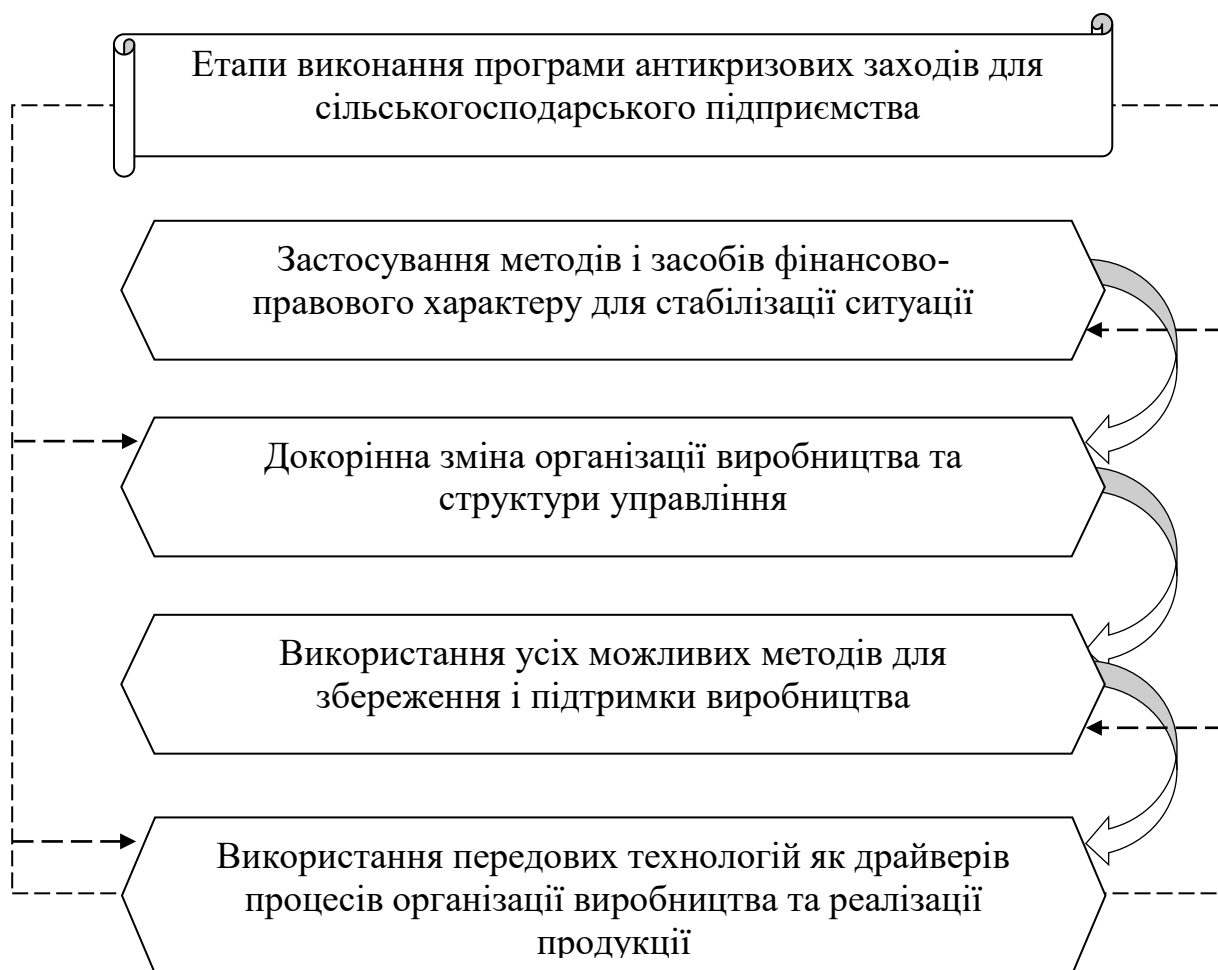 Етапи виконання програми антикризових заходів для
сільськогосподарського підприємства
Застосування методів і засобів фінансово-
правового характеру для стабілізації ситуації
Докорінна зміна організації виробництва та
структури управління
Використання усіх можливих методів для
збереження і підтримки виробництва
Використання передових технологій як драйверів
процесів організації виробництва та реалізації
продукції